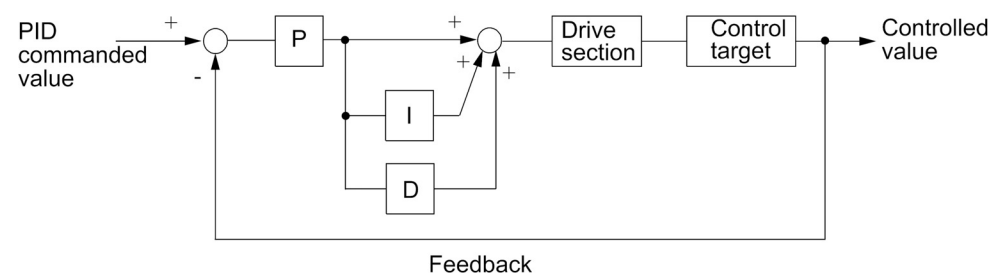 PID
commanded
value
+
-
P
I
D
+
+
+
Drive
section
Control
target
Controlled
value
Feedback